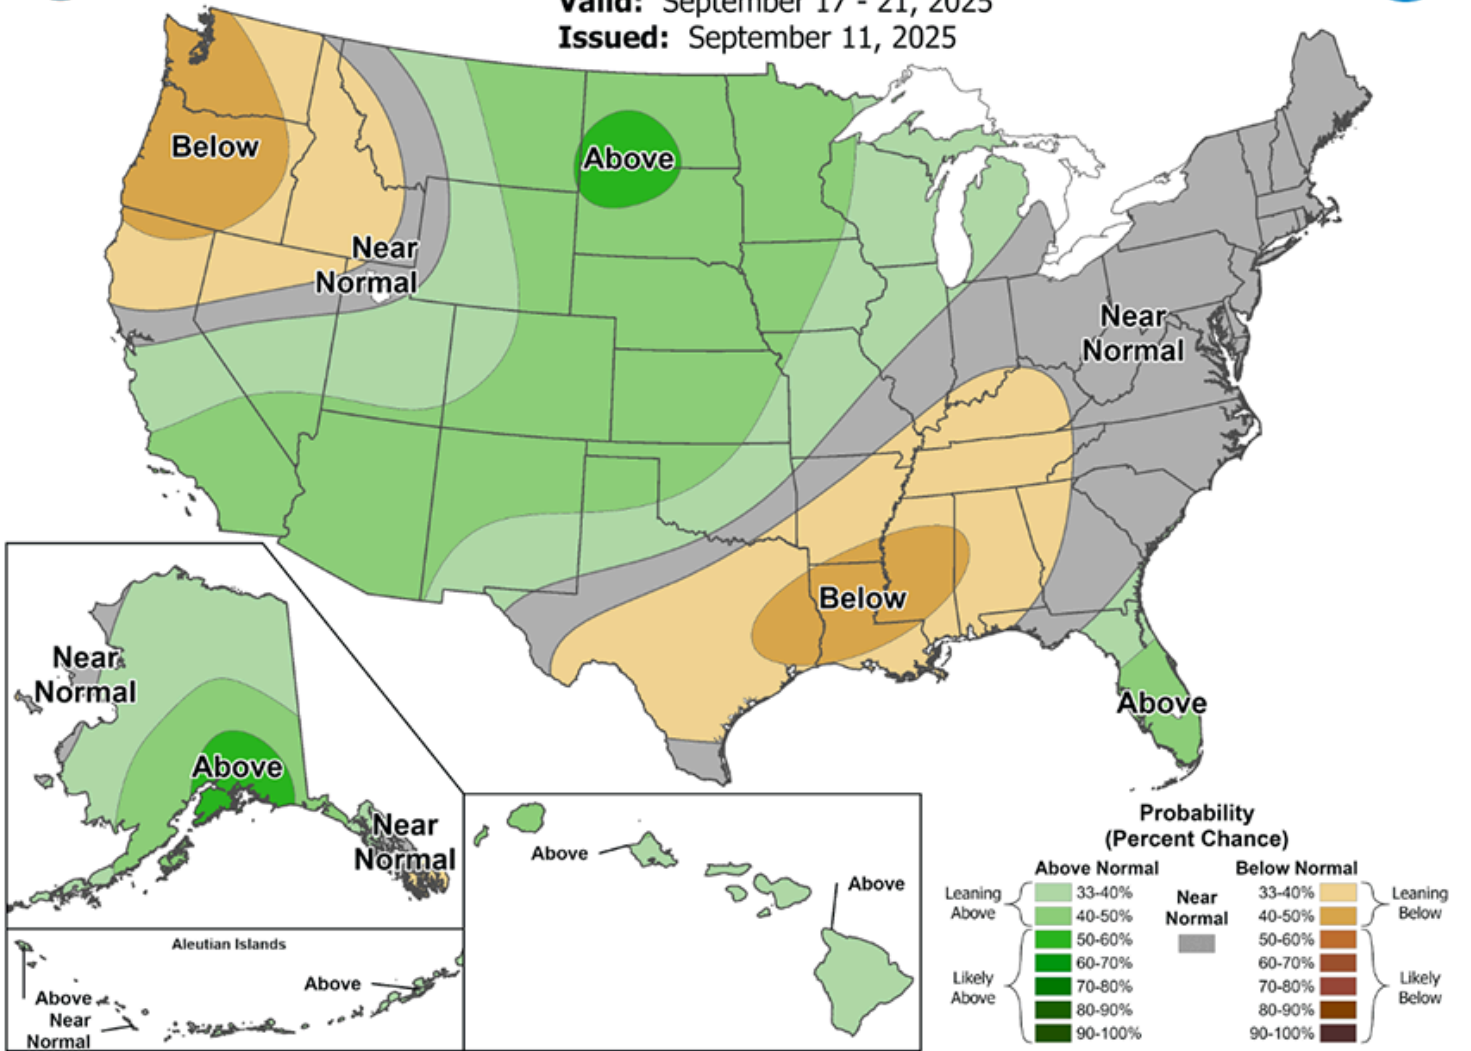 Valid: September 17 - 21, 2025
Issued: September 11, 2025
Below
Above
Near
Normal
Near
Normal
Below
Above
Near
Normal
Above
Near
Normal
Aleutian Islands
Above
Near
Normal
Above
Above
Above
Probability
(Percent Chance)
Above Normal
Below Normal
Leaning
Above
33-40%
40-50%
Likely
Above
50-60%
60-70%
70-80%
80-90%
90-100%
Near
Normal
33-40%
40-50%
Leaning
Below
50-60%
60-70%
70-80%
80-90%
90-100%
Likely
Below